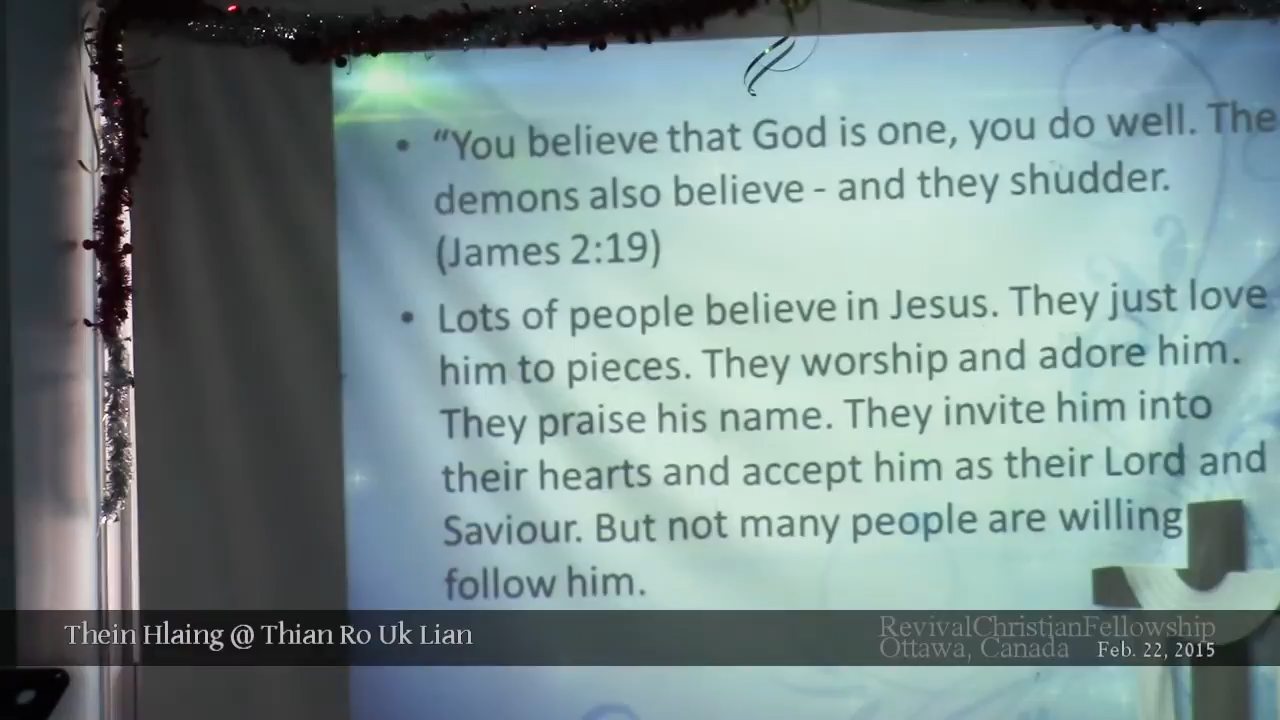 • “You believe that God is one, you do well. The
demons also believe - and they shudder.
(James 2:19)
• Lots of people believe in Jesus. They just love
him to pieces. They worship and adore him.
They praise his name. They invite him into
their hearts and accept him as their Lord and
Saviour. But not many people are willing
follow him.
Thein Hlaing @ Thian Ro Uk Lian
RevivalChristianFellowship
Ottawa, Canada Feb. 22, 2015